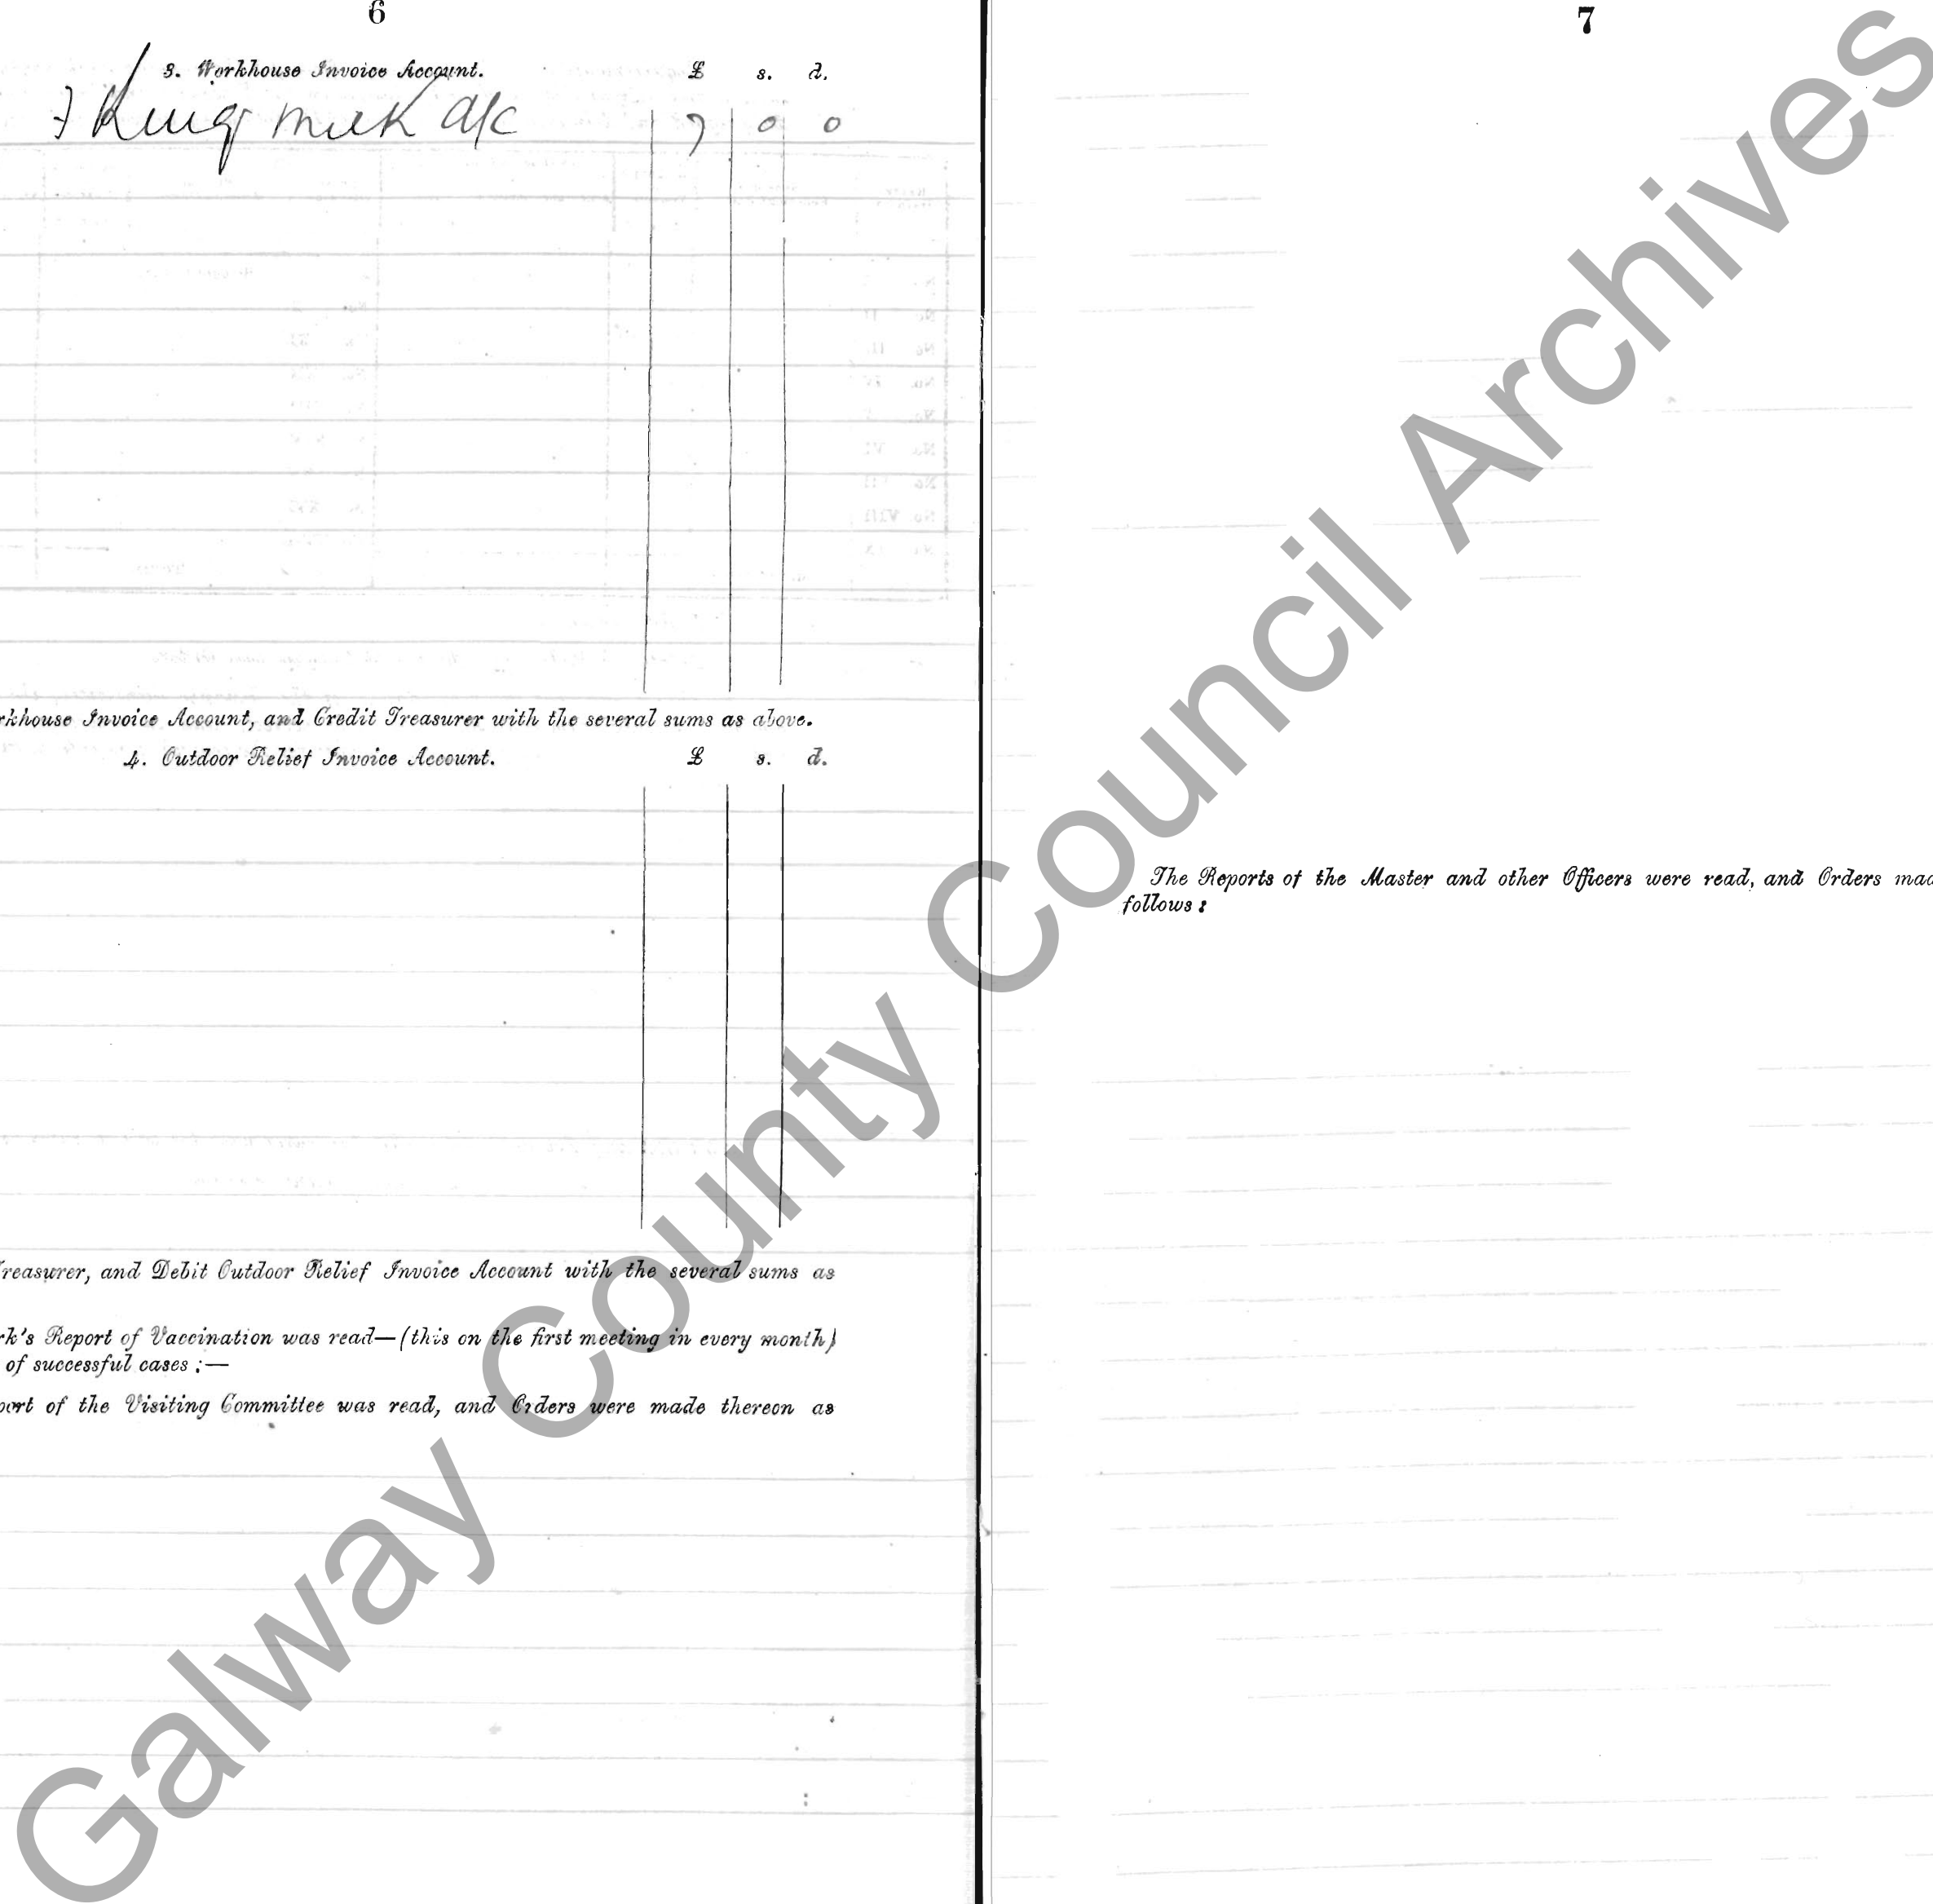 6
3. Workhouse Invoice Account. £ s. d.
King Milk A/C 7 0 0
rkhouse Invoice Account, and Credit Treasurer with the several sums as above.
4. Outdoor Relief Invoice Account. £ s. d.
reasurer, and Debit Outdoor Relief Invoice Account with the several sums as
rk's Report of Vaccination was read—(this on the first meeting in every month)
of successful cases :—
port of the Visiting Committee was read, and Orders were made thereon as
7
The Reports of the Master and other Officers were read, and Orders mad
follows :
Galway County Council Archives